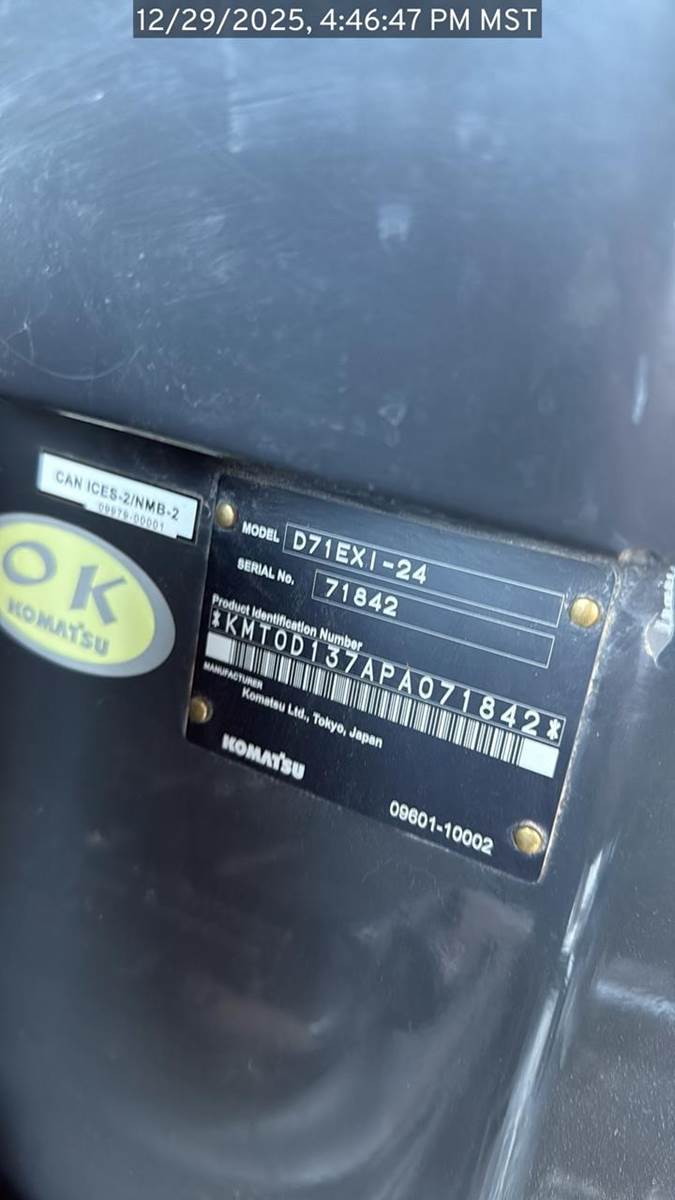 12/29/2025, 4:46:47 PM MST
CAN ICES-2/NMB-2
09979-00001
OK
KOMATSU
MODEL D71EXI-24
SERIAL No. 71842
Product Identification Number
*KMT0D137APA071842*
MANUFACTURER
Komatsu Ltd., Tokyo, Japan
KOMATSU
09601-10002